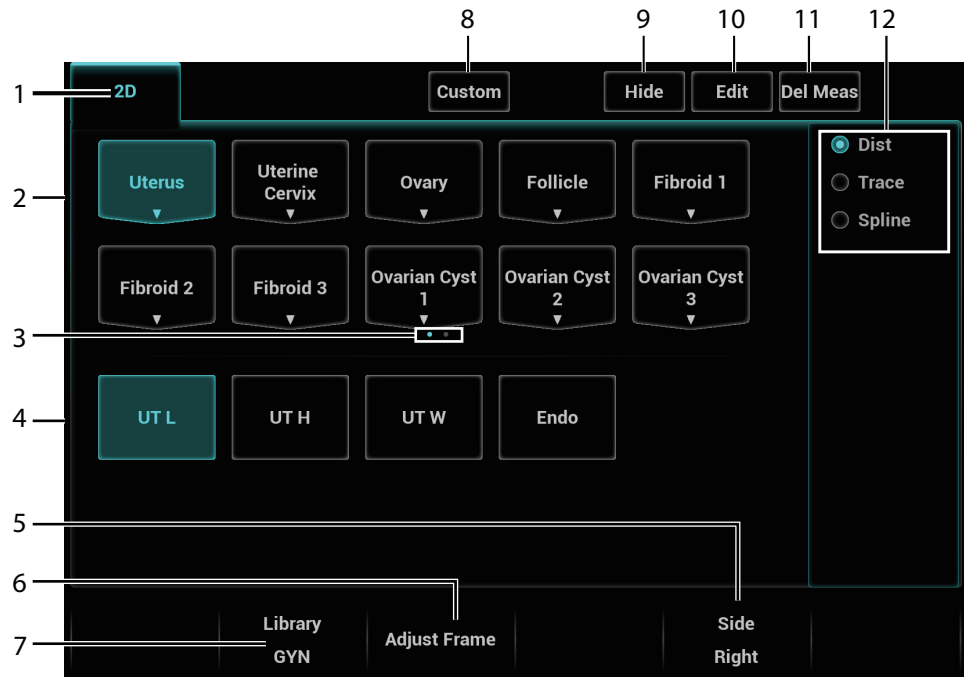 8 9 10 11 12
1 2D Custom Hide Edit Del Meas
Dist
Trace
Spline
2 Uterus Uterine Cervix Ovary Follicle Fibroid 1
Fibroid 2 Fibroid 3 Ovarian Cyst 1 Ovarian Cyst 2 Ovarian Cyst 3
3
4 UT L UT H UT W Endo
5
6
Library Adjust Frame Side
7 GYN Right